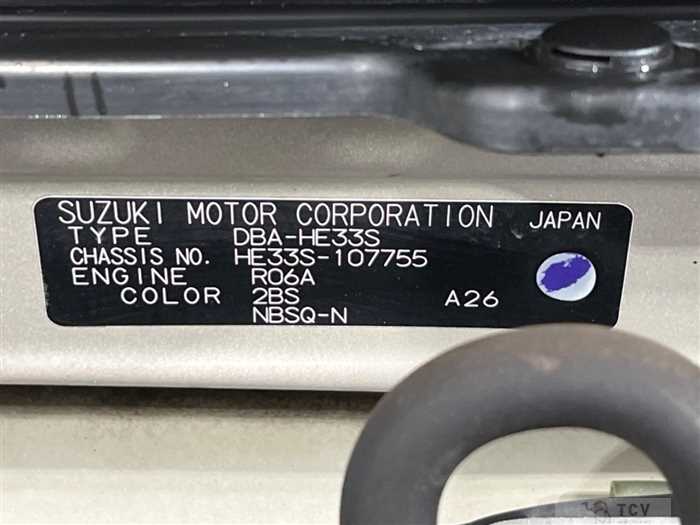 SUZUKI MOTOR CORPORATION JAPAN
TYPE DBA-HE33S
CHASSIS NO. HE33S-107755
ENGINE R06A
COLOR 2BS A26
NBSQ-N
TCV